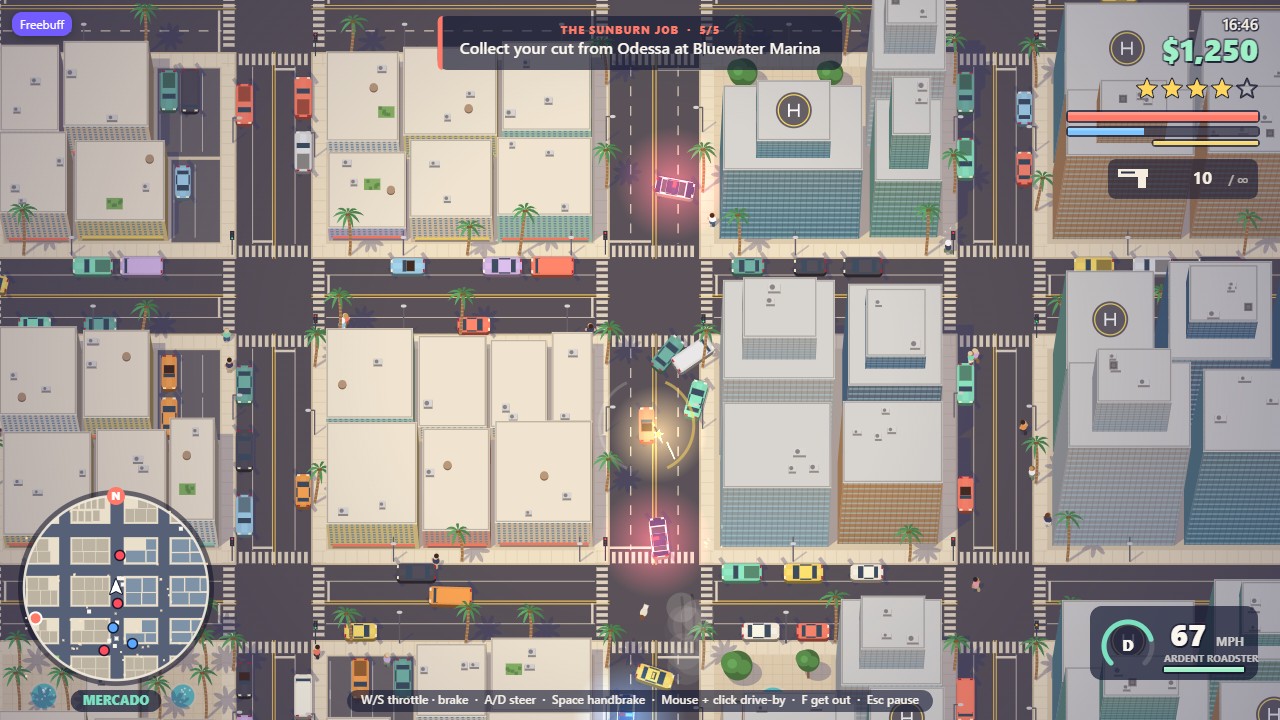 Freebuff
THE SUNBURN JOB · 5/5
Collect your cut from Odessa at Bluewater Marina
16:46
$1,250
10 / ∞
H
H
H
N
MERCADO
D
67 MPH
ARDENT ROADSTER
W/S throttle · brake · A/D steer · Space handbrake · Mouse + click drive-by · F get out · Esc pause
H
H